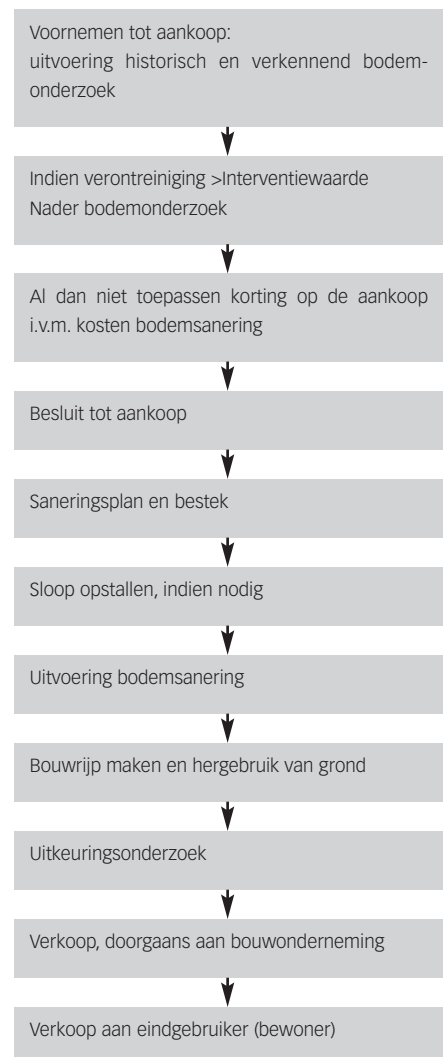 Voornemen tot aankoop:
uitvoering historisch en verkennend bodem-
onderzoek
Indien verontreiniging >Interventiewaarde
Nader bodemonderzoek
Al dan niet toepassen korting op de aankoop
i.v.m. kosten bodemsanering
Besluit tot aankoop
Saneringsplan en bestek
Sloop opstallen, indien nodig
Uitvoering bodemsanering
Bouwrijp maken en hergebruik van grond
Uitkeuringsonderzoek
Verkoop, doorgaans aan bouwonderneming
Verkoop aan eindgebruiker (bewoner)